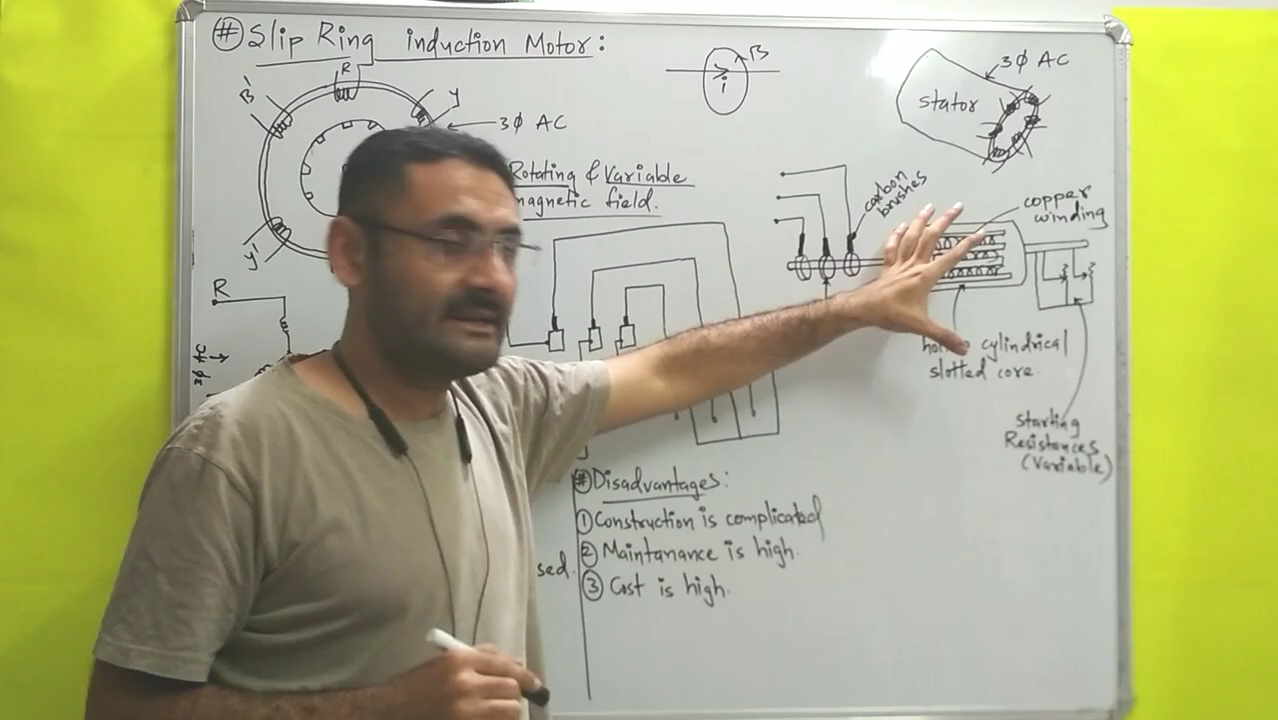 # Slip Ring induction Motor:
R
B'
Y
3ϕ AC
Y'
Rotating & Variable
magnetic field.
B
i
3ϕ AC
stator
carbon
brushes
copper
winding
cylindrical
slotted core.
Starting
Resistances
(Variable)
R
3ϕ AC
# Disadvantages:
① Construction is complicated
② Maintanance is high.
③ Cost is high.
sed.